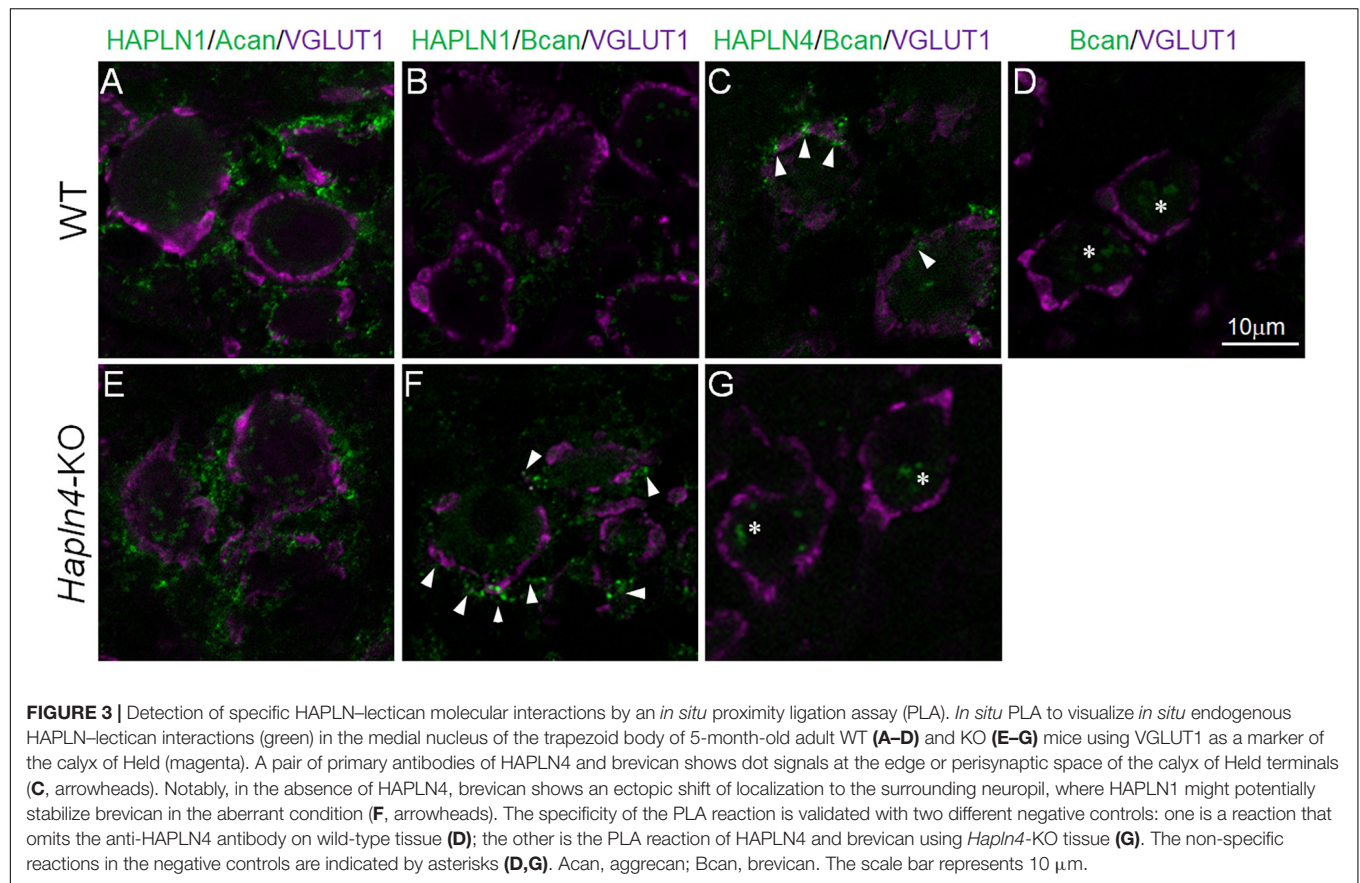 HAPLN1/Acan/VGLUT1 HAPLN1/Bcan/VGLUT1 HAPLN4/Bcan/VGLUT1 Bcan/VGLUT1
A B C D
WT
* *
10μm
E F G
Hapln4-KO
* *
FIGURE 3 | Detection of specific HAPLN–lectican molecular interactions by an in situ proximity ligation assay (PLA). In situ PLA to visualize in situ endogenous
HAPLN–lectican interactions (green) in the medial nucleus of the trapezoid body of 5-month-old adult WT (A–D) and KO (E–G) mice using VGLUT1 as a marker of
the calyx of Held (magenta). A pair of primary antibodies of HAPLN4 and brevican shows dot signals at the edge or perisynaptic space of the calyx of Held terminals
(C, arrowheads). Notably, in the absence of HAPLN4, brevican shows an ectopic shift of localization to the surrounding neuropil, where HAPLN1 might potentially
stabilize brevican in the aberrant condition (F, arrowheads). The specificity of the PLA reaction is validated with two different negative controls: one is a reaction that
omits the anti-HAPLN4 antibody on wild-type tissue (D); the other is the PLA reaction of HAPLN4 and brevican using Hapln4-KO tissue (G). The non-specific
reactions in the negative controls are indicated by asterisks (D,G). Acan, aggrecan; Bcan, brevican. The scale bar represents 10 μm.